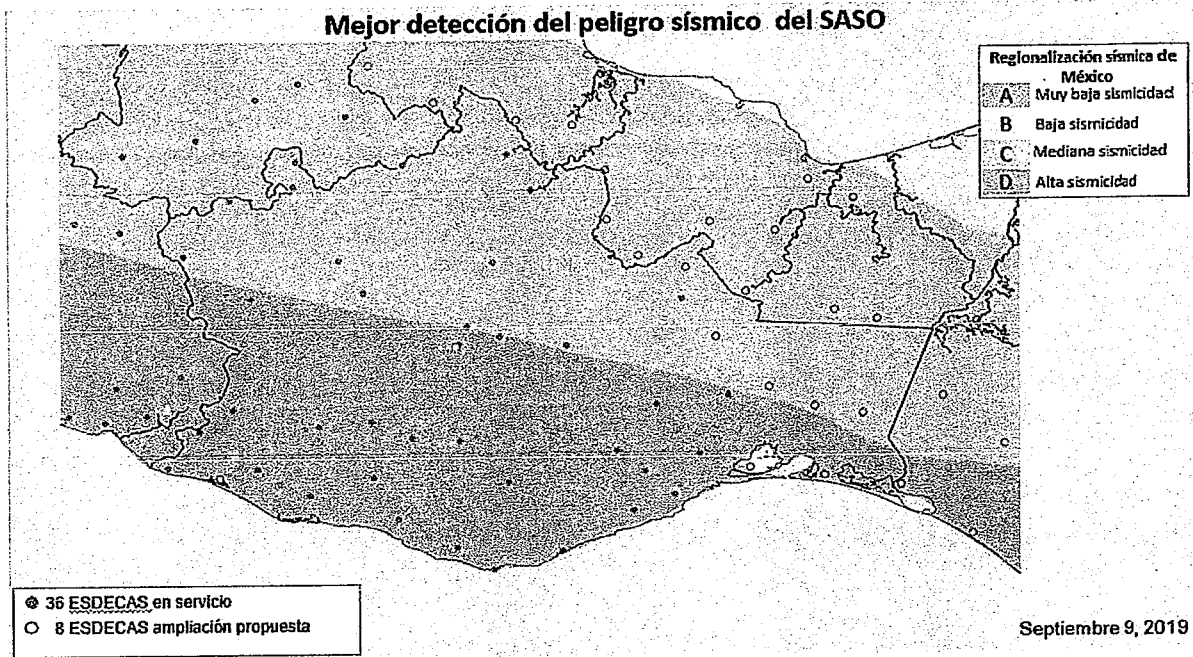 Mejor detección del peligro sísmico del SASO
Regionalización sísmica de
México
A Muy baja sismicidad
B Baja sismicidad
C Mediana sismicidad
D Alta sismicidad
36 ESDECAS en servicio
8 ESDECAS ampliación propuesta
Septiembre 9, 2019